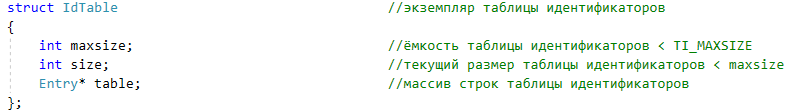 struct IdTable //экземпляр таблицы идентификаторов
{
int maxsize; //ёмкость таблицы идентификаторов < TI_MAXSIZE
int size; //текущий размер таблицы идентификаторов < maxsize
Entry* table; //массив строк таблицы идентификаторов
};